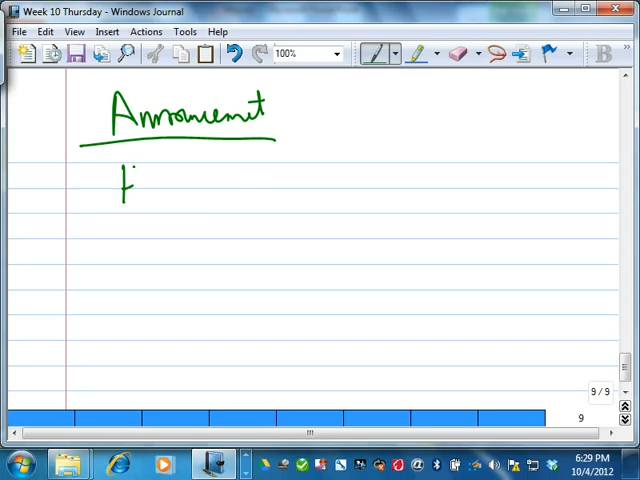 Week 10 Thursday - Windows Journal
File Edit View Insert Actions Tools Help
100% B »
Announcement
9 / 9
9
6:29 PM
10/4/2012